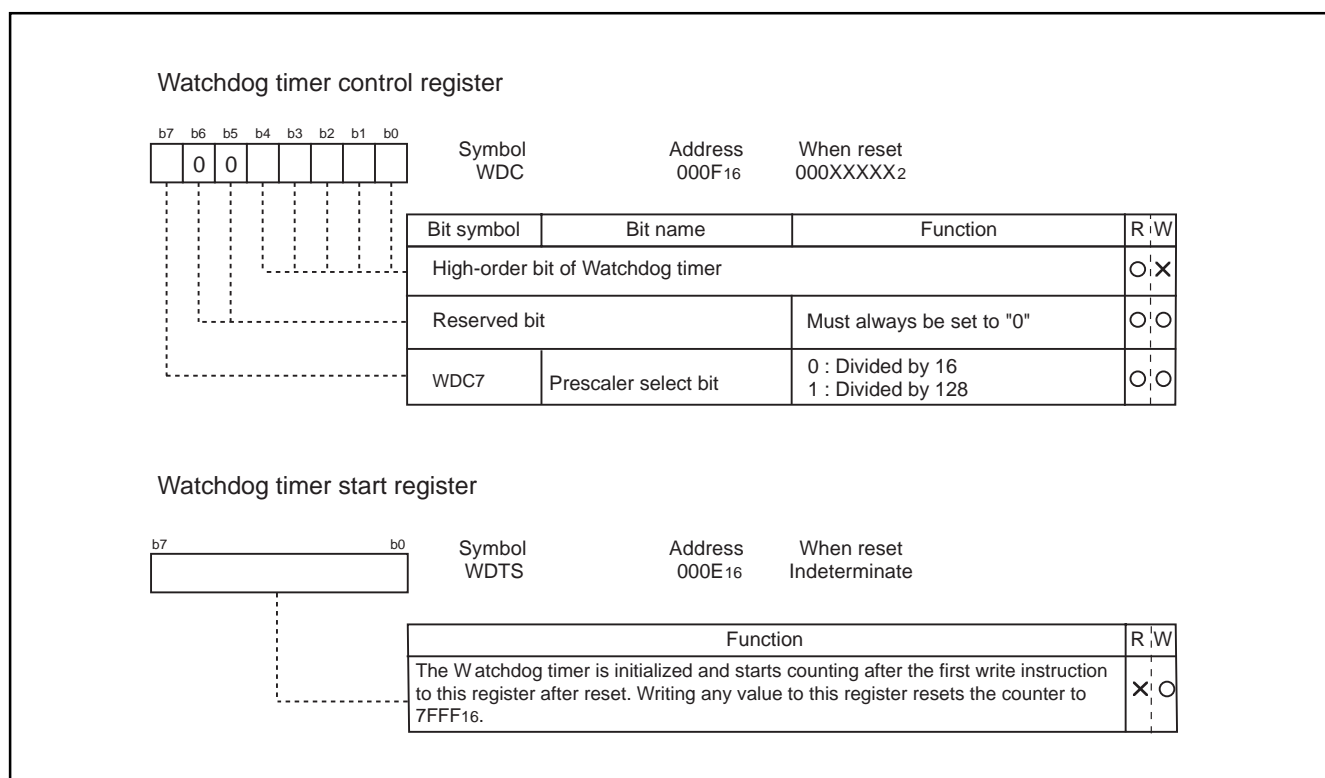 Watchdog timer control register
b7 b6 b5 b4 b3 b2 b1 b0
0 0
Symbol Address When reset
WDC 000F16 000XXXXX2
Bit symbol Bit name Function R W
High-order bit of Watchdog timer
Reserved bit Must always be set to "0"
WDC7 Prescaler select bit 0 : Divided by 16
1 : Divided by 128
Watchdog timer start register
b7 b0
Symbol Address When reset
WDTS 000E16 Indeterminate
Function R W
The W atchdog timer is initialized and starts counting after the first write instruction
to this register after reset. Writing any value to this register resets the counter to
7FFF16.